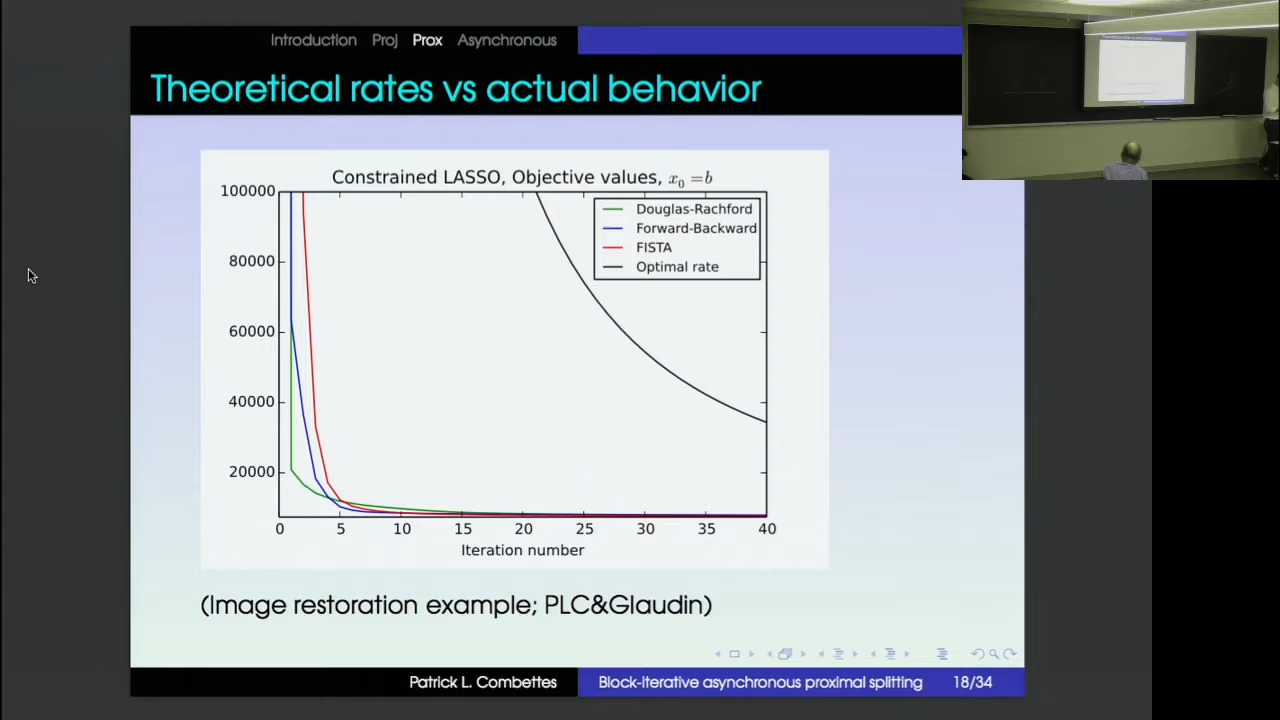 Introduction Proj Prox Asynchronous
Theoretical rates vs actual behavior
Constrained LASSO, Objective values, x₀ = b
100000
80000
60000
40000
20000
Douglas-Rachford
Forward-Backward
FISTA
Optimal rate
0 5 10 15 20 25 30 35 40
Iteration number
(Image restoration example; PLC&Glaudin)
Patrick L. Combettes Block-iterative asynchronous proximal splitting 18/34